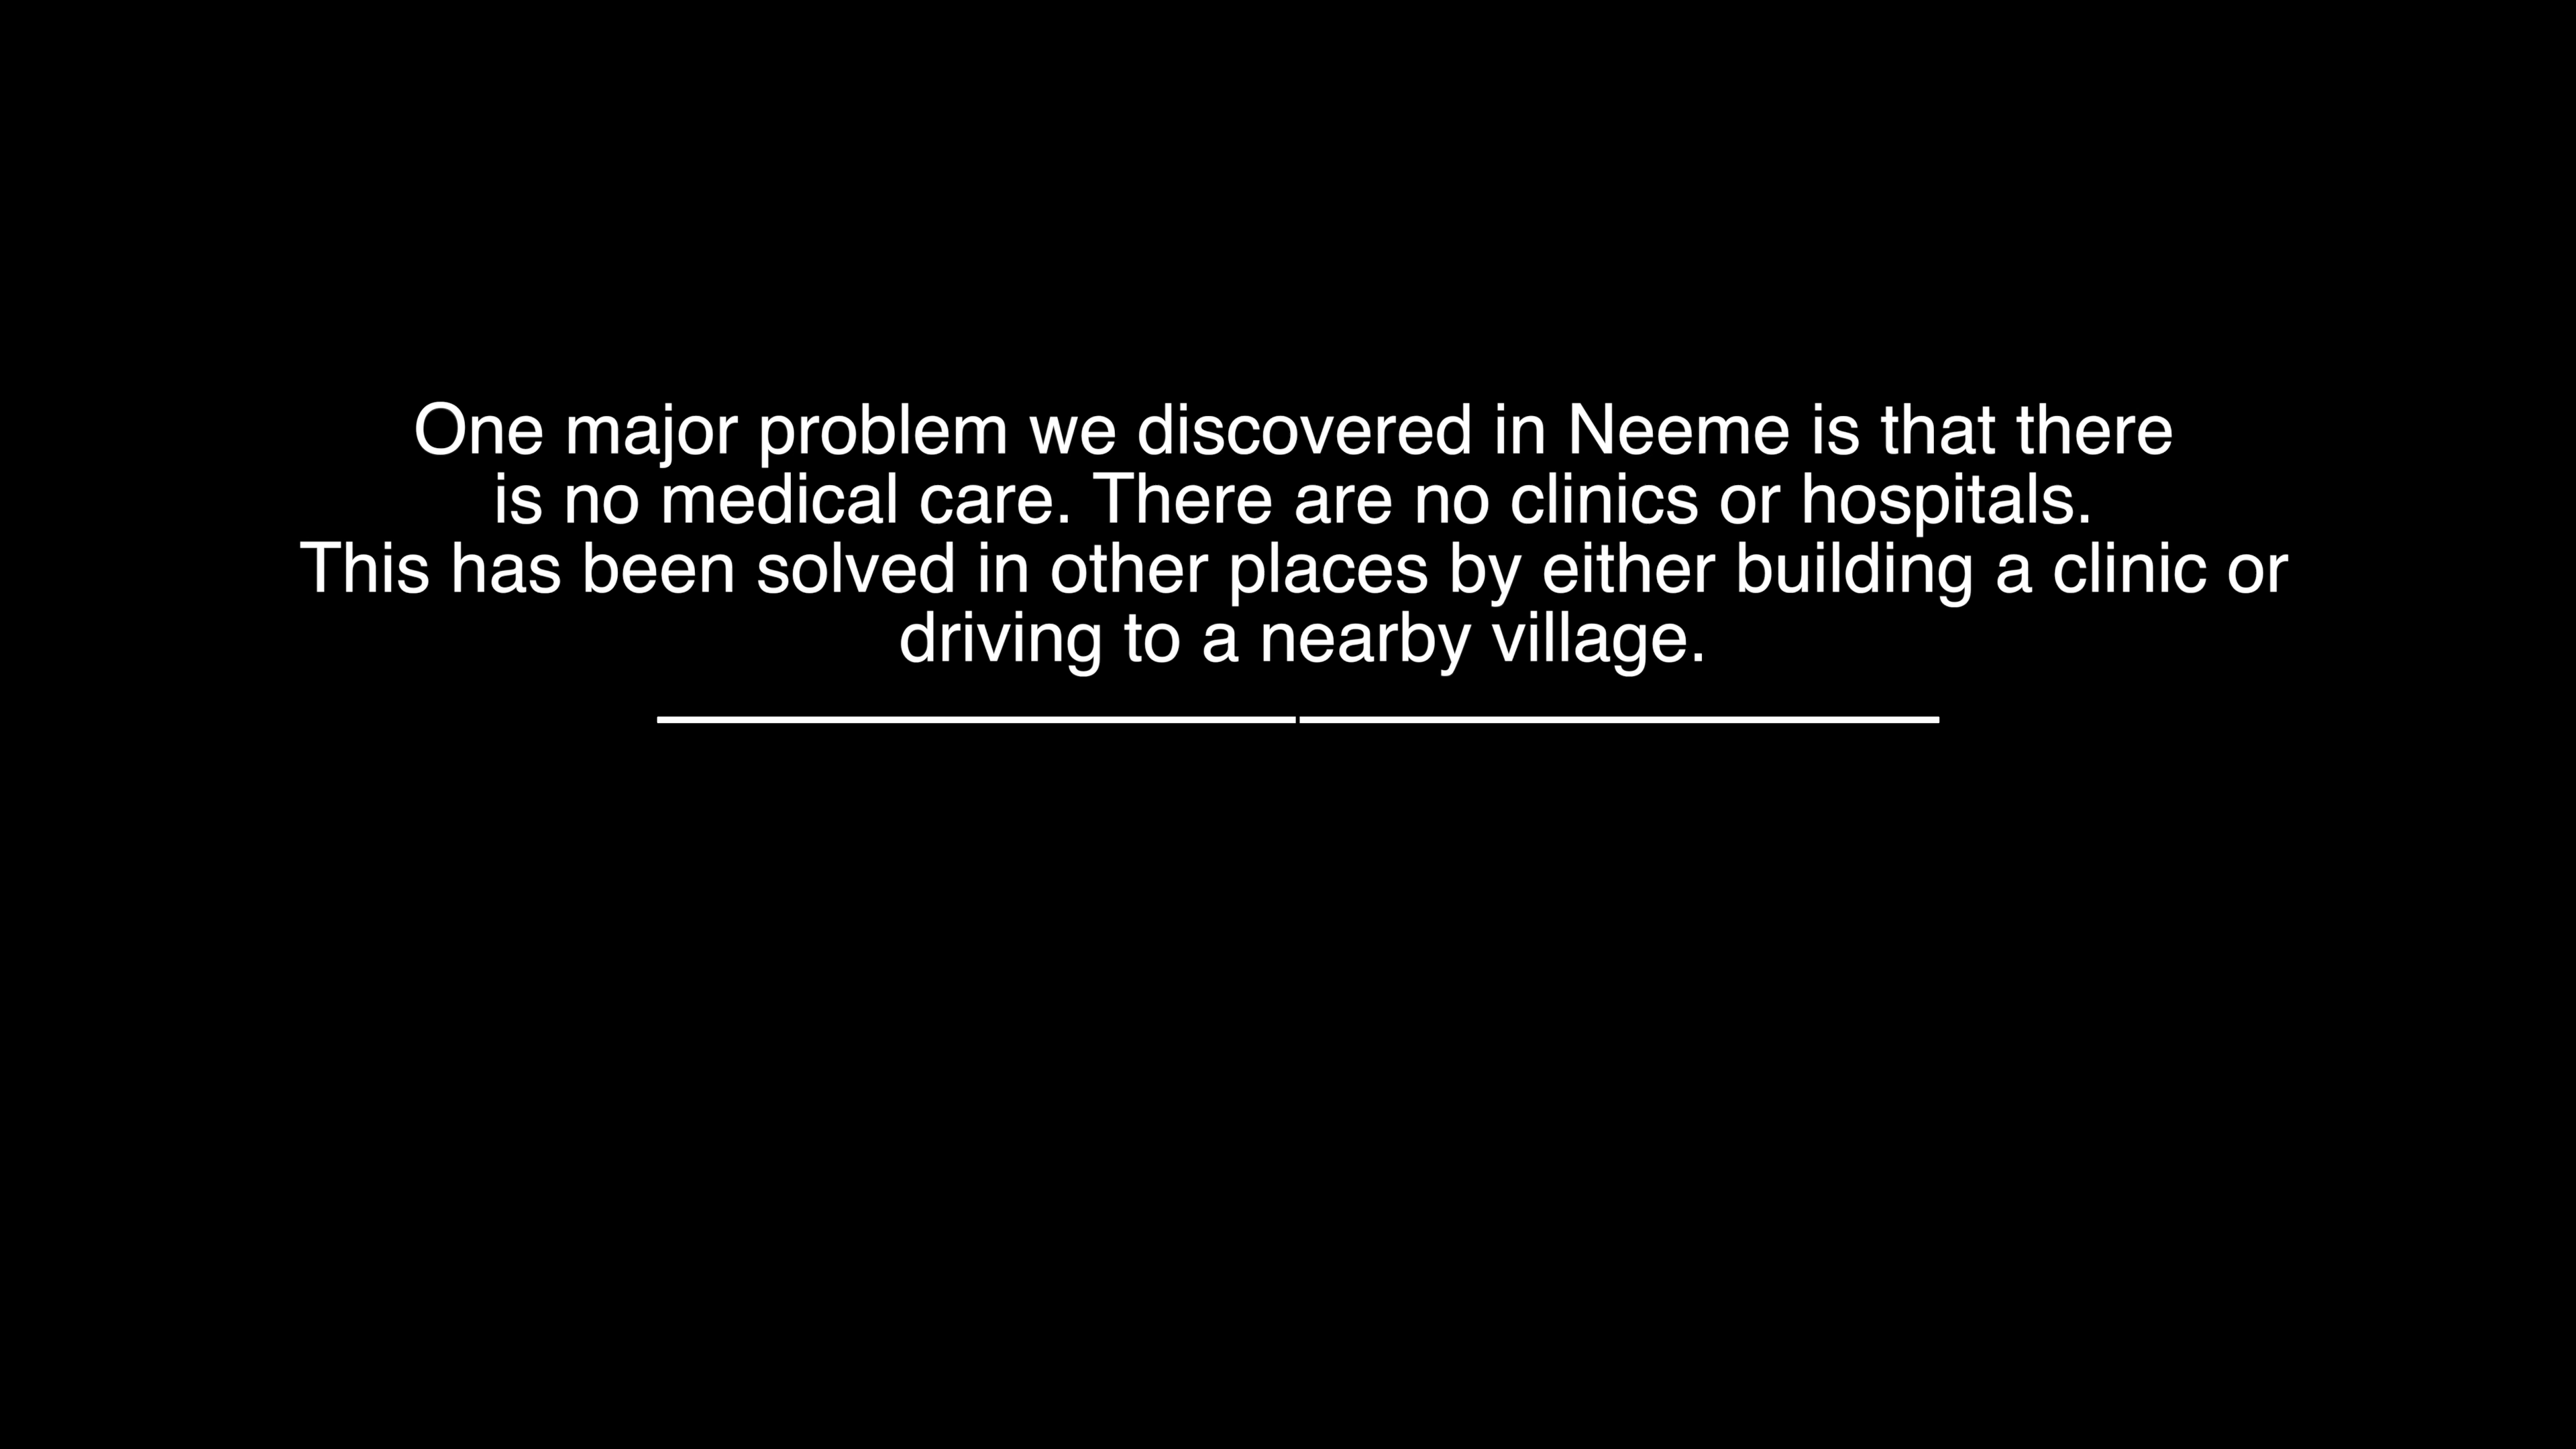 One major problem we discovered in Neeme is that there
is no medical care. There are no clinics or hospitals.
This has been solved in other places by either building a clinic or
driving to a nearby village.